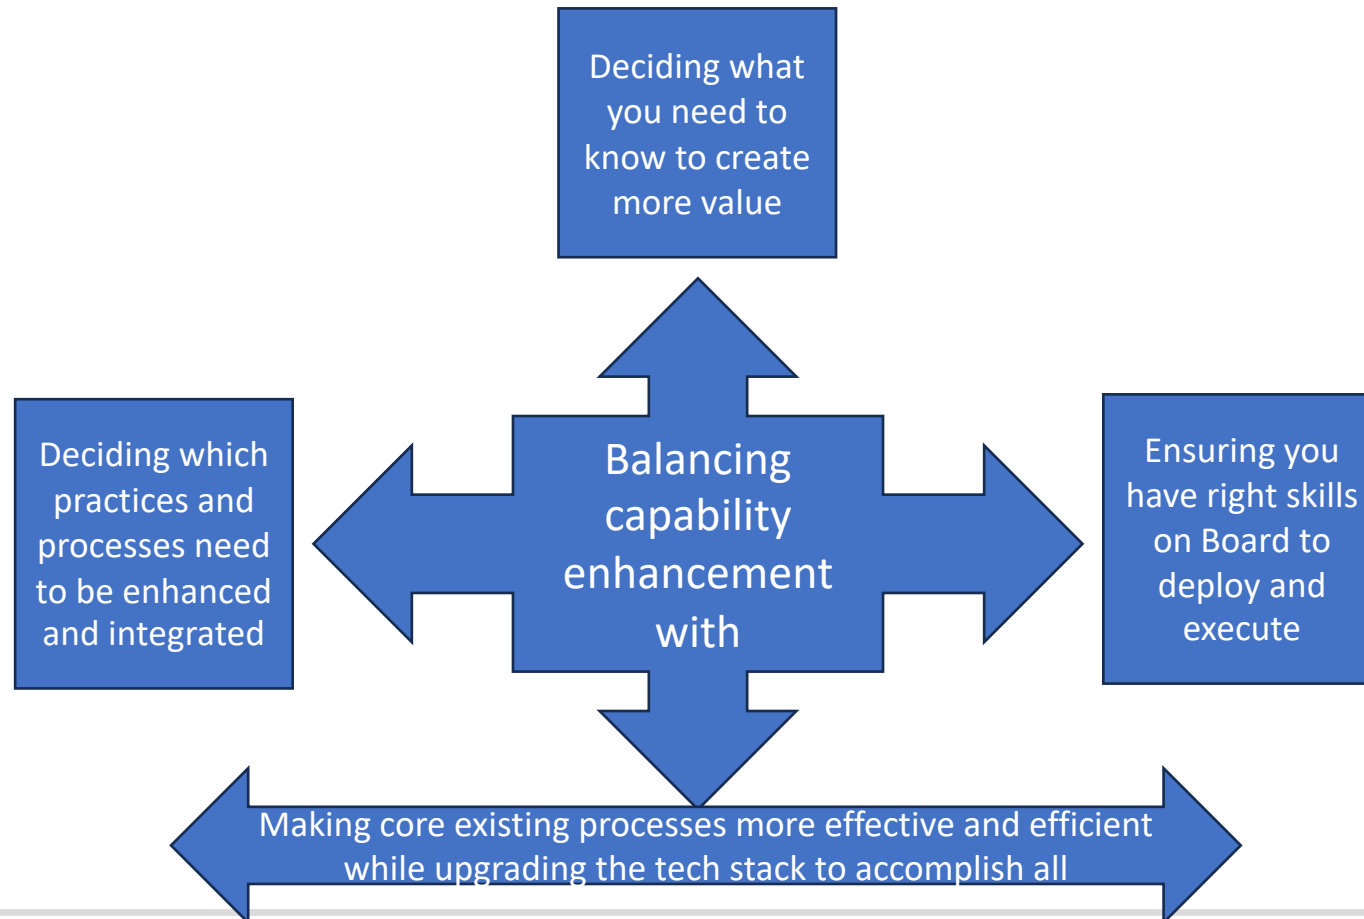 Deciding what
you need to
know to create
more value
Deciding which
practices and
processes need
to be enhanced
and integrated
Balancing
capability
enhancement
with
Ensuring you
have right skills
on Board to
deploy and
execute
Making core existing processes more effective and efficient
while upgrading the tech stack to accomplish all